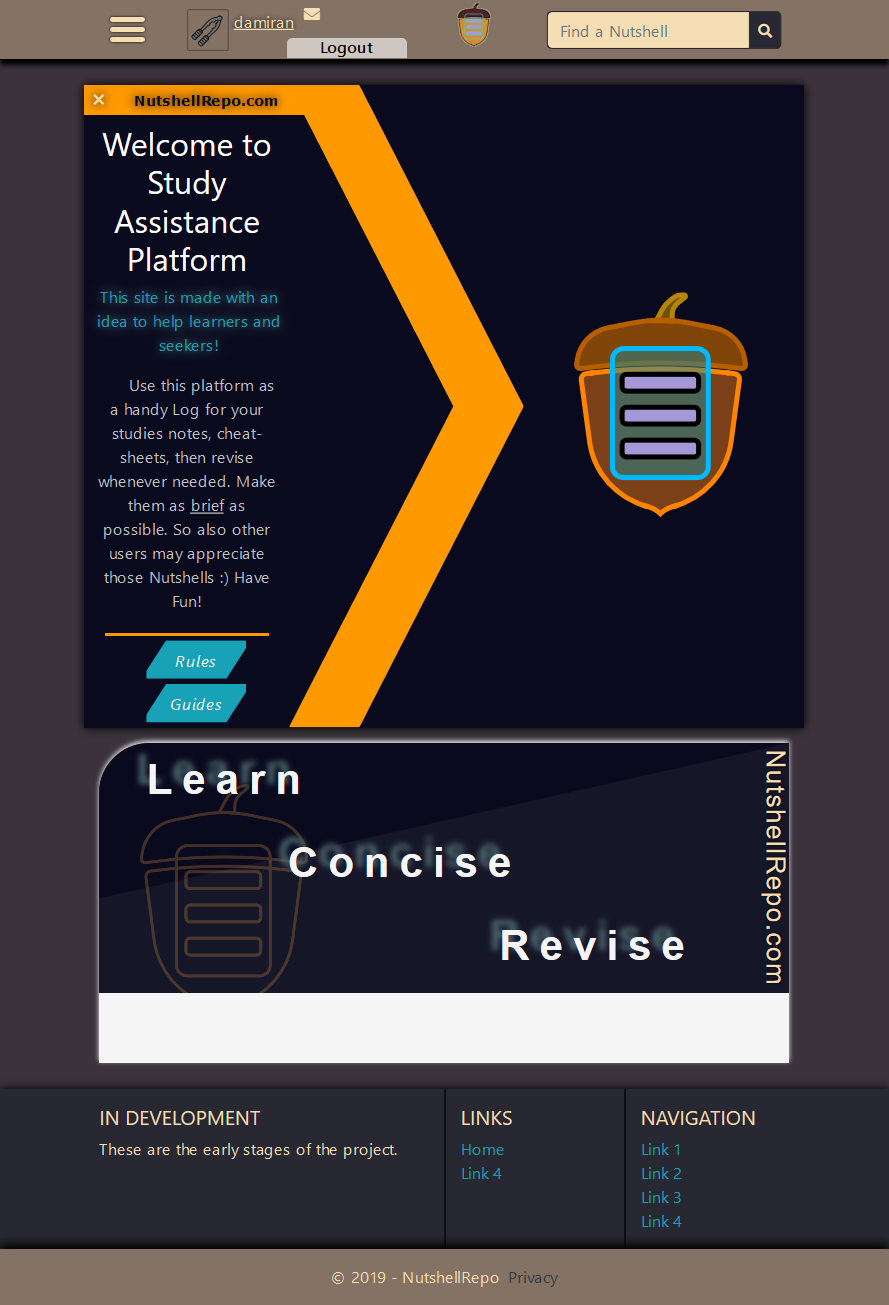 damiran
Logout
Find a Nutshell
× NutshellRepo.com
Welcome to
Study
Assistance
Platform
This site is made with an
idea to help learners and
seekers!
Use this platform as
a handy Log for your
studies notes, cheat-
sheets, then revise
whenever needed. Make
them as brief as
possible. So also other
users may appreciate
those Nutshells :) Have
Fun!
Rules
Guides
Learn
Concise
Revise
NutshellRepo.com
IN DEVELOPMENT
These are the early stages of the project.
LINKS
Home
Link 4
NAVIGATION
Link 1
Link 2
Link 3
Link 4
© 2019 - NutshellRepo Privacy